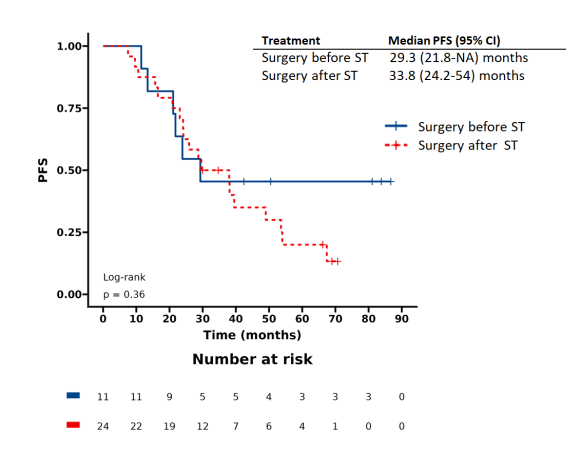 Treatment Median PFS (95% CI)
Surgery before ST 29.3 (21.8-NA) months
Surgery after ST 33.8 (24.2-54) months
Surgery before ST
Surgery after ST
PFS
1.00
0.75
0.50
0.25
0.00
Log-rank
p = 0.36
0 10 20 30 40 50 60 70 80 90
Time (months)
Number at risk
11 11 9 5 5 4 3 3 3 0
24 22 19 12 7 6 4 1 0 0